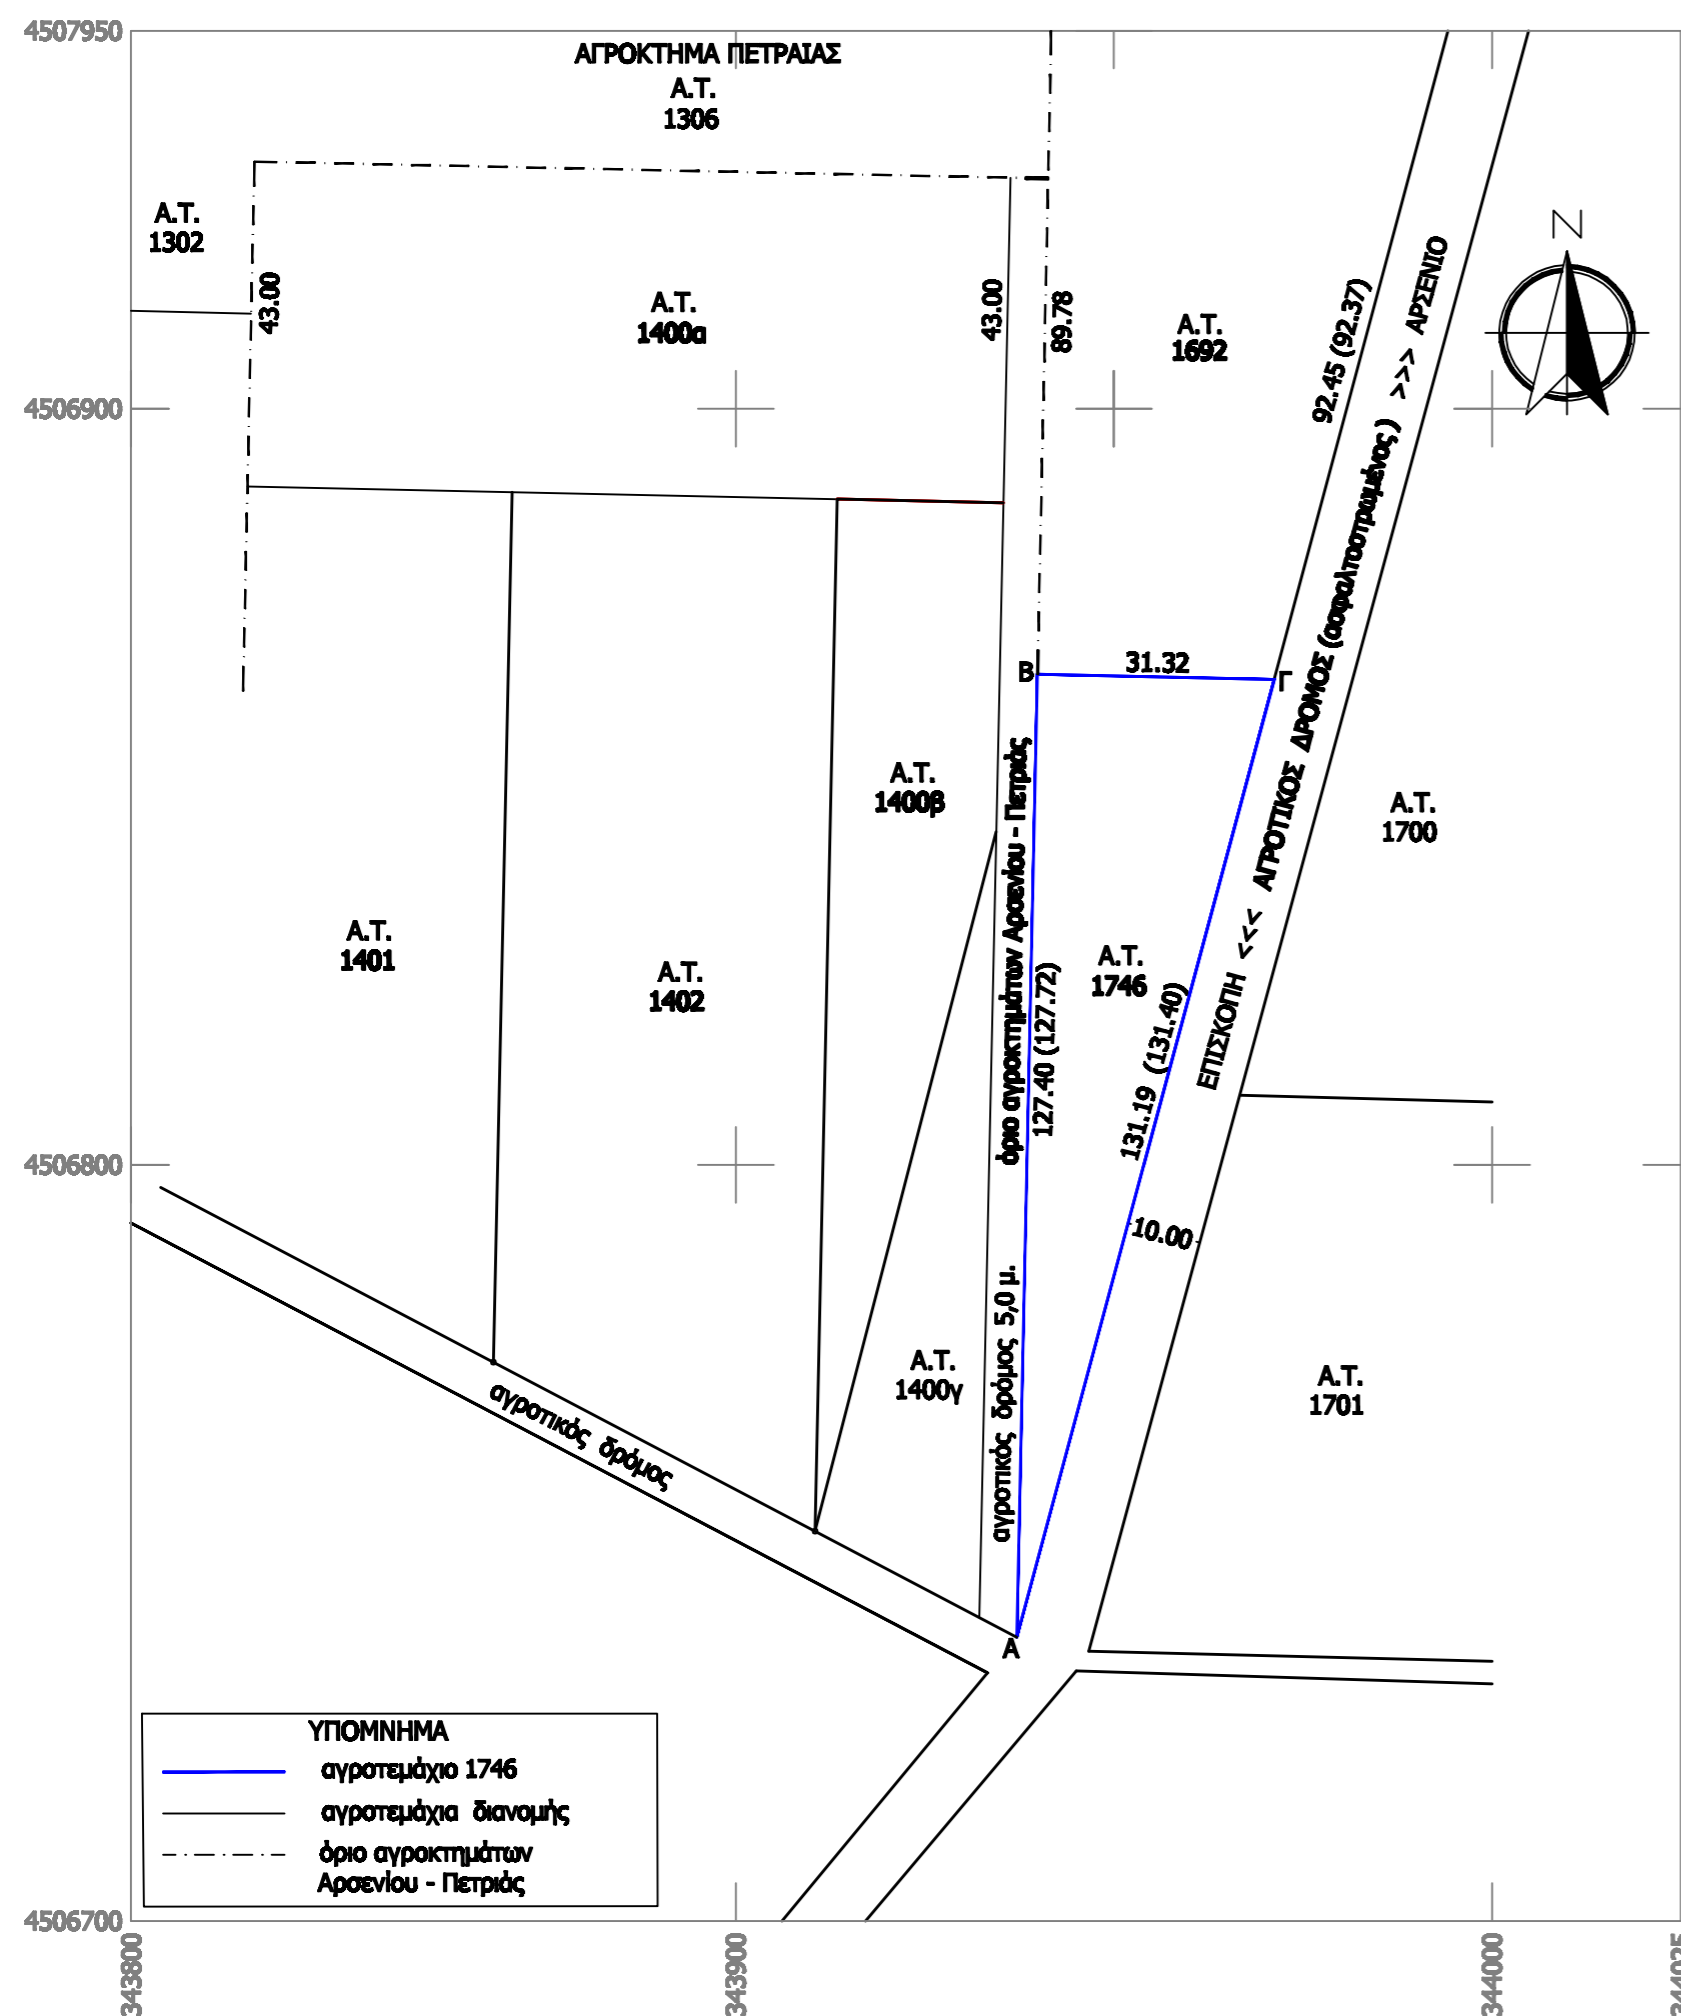 4507950
ΑΓΡΟΚΤΗΜΑ ΠΕΤΡΑΙΑΣ
Α.Τ.
1306
Α.Τ.
1302
43.00
Α.Τ.
1400α
43.00
89.78
Α.Τ.
1692
92.45 (92.37)
ΕΠΙΣΚΟΠΗ <<< ΑΓΡΟΤΙΚΟΣ ΔΡΟΜΟΣ (ασφαλτοστρωμένος) >>> ΑΡΣΕΝΙΟ
N
4506900
Β
31.32
Γ
όριο αγροκτημάτων Αρσενίου - Πετριάς
Α.Τ.
1400β
Α.Τ.
1700
Α.Τ.
1401
Α.Τ.
1402
Α.Τ.
1746
127.40 (127.72)
131.19 (131.40)
4506800
10.00
αγροτικός δρόμος 5,0 μ.
Α.Τ.
1400γ
Α.Τ.
1701
αγροτικός δρόμος
Α
ΥΠΟΜΝΗΜΑ
αγροτεμάχιο 1746
αγροτεμάχια διανομής
όριο αγροκτημάτων
Αρσενίου - Πετριάς
4506700
343800
343900
344000
344025